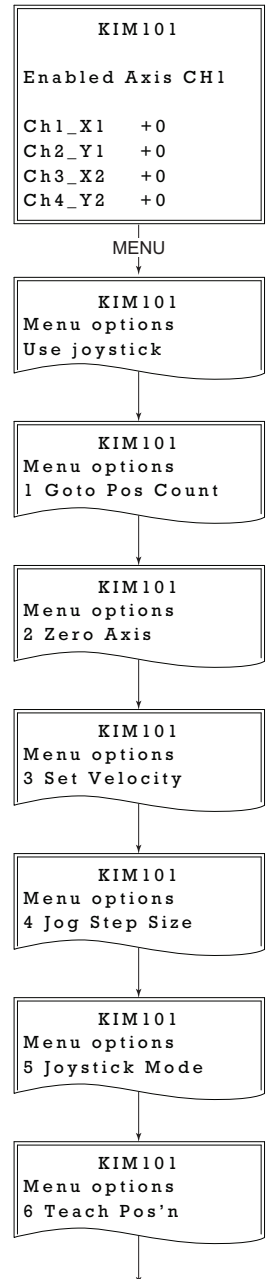 KIM101
Enabled Axis CH1
Ch1_X1 +0
Ch2_Y1 +0
Ch3_X2 +0
Ch4_Y2 +0
MENU
KIM101
Menu options
Use joystick
KIM101
Menu options
1 Goto Pos Count
KIM101
Menu options
2 Zero Axis
KIM101
Menu options
3 Set Velocity
KIM101
Menu options
4 Jog Step Size
KIM101
Menu options
5 Joystick Mode
KIM101
Menu options
6 Teach Pos’n